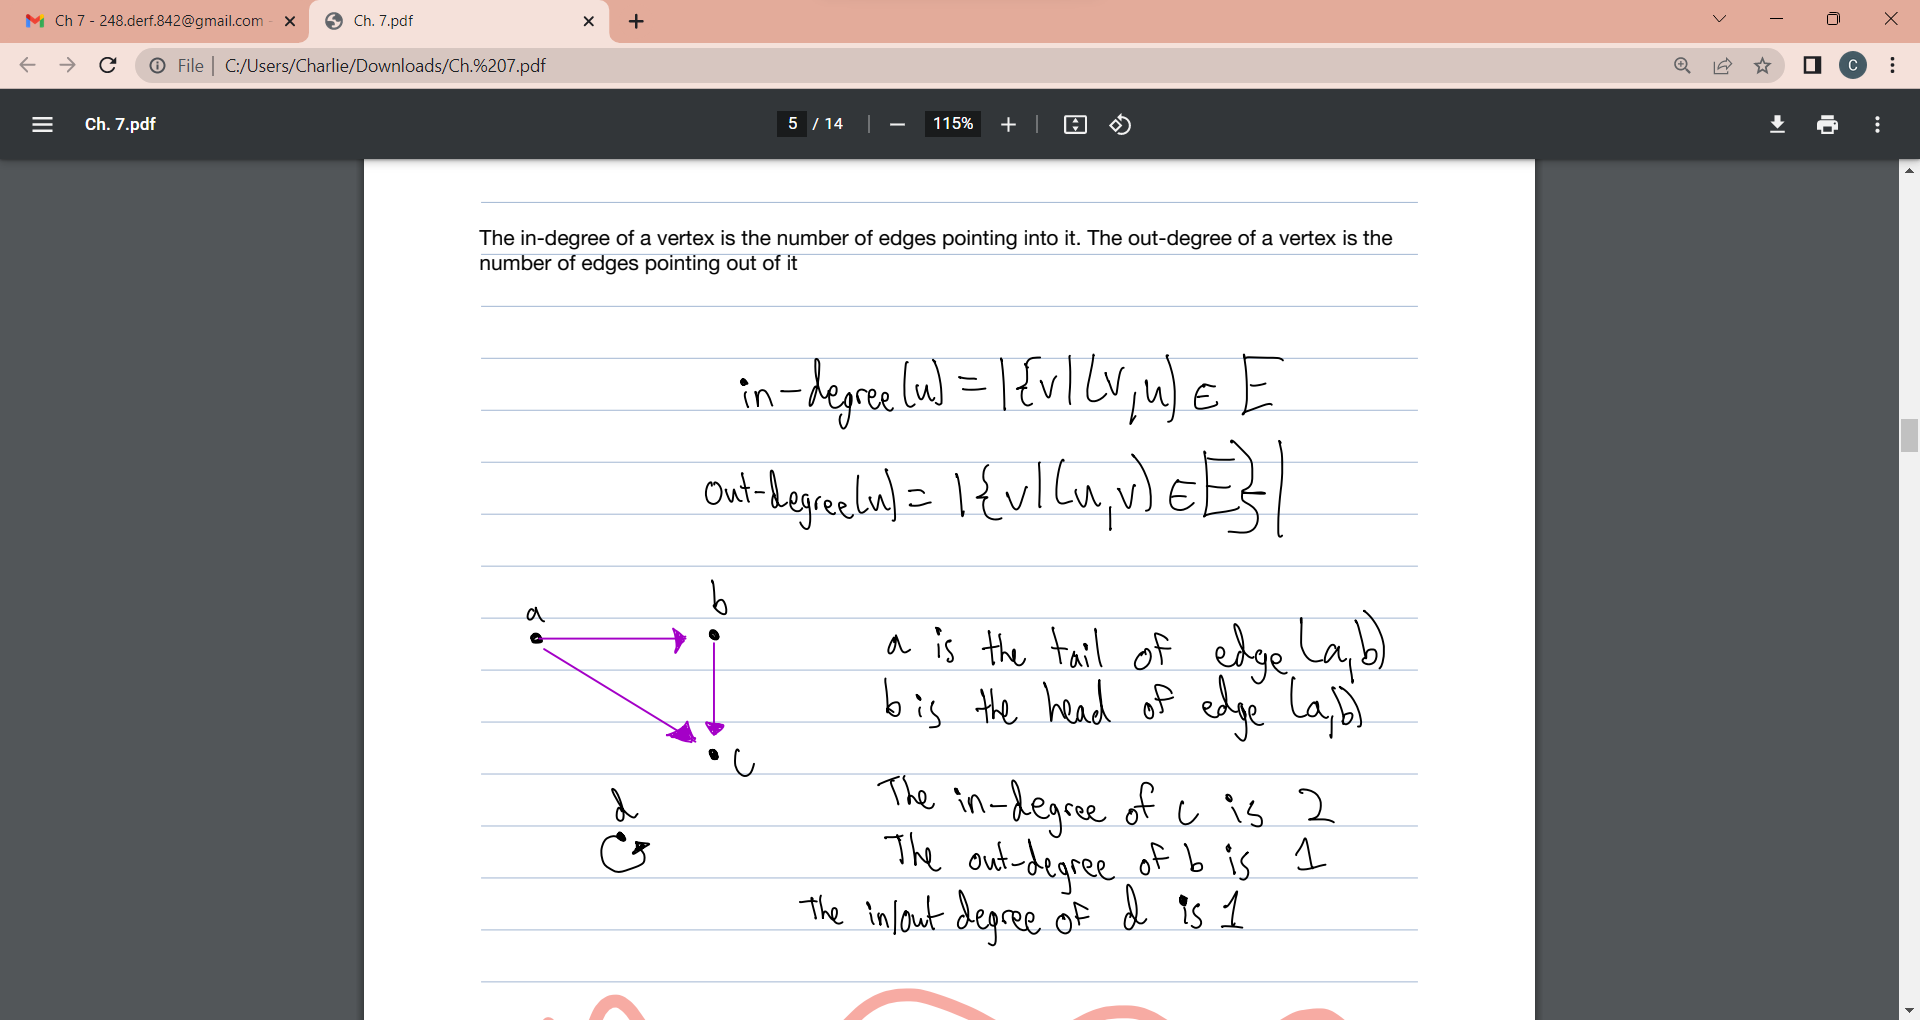 Ch 7 - 248.derf.842@gmail.com -
Ch. 7.pdf
File | C:/Users/Charlie/Downloads/Ch.%207.pdf
C
Ch. 7.pdf
5 / 14
115%
The in-degree of a vertex is the number of edges pointing into it. The out-degree of a vertex is the
number of edges pointing out of it
in-degree(u) = |{v|(v,u) ∈ E
out-degree(u) = |{v|(u,v) ∈ E}|
a
b
a is the tail of edge (a,b)
b is the head of edge (a,b)
c
d
The in-degree of c is 2
The out-degree of b is 1
The in/out degree of d is 1